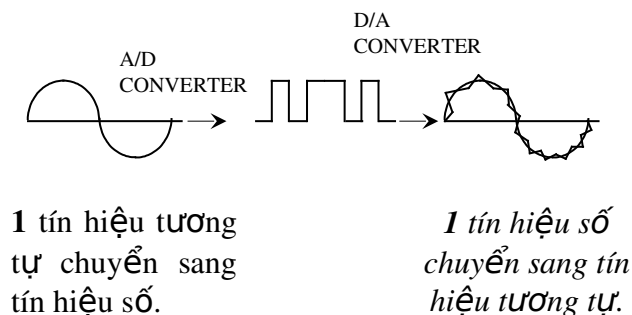 D/A
CONVERTER
A/D
CONVERTER
1 tín hiệu tương
tự chuyển sang
tín hiệu số.
1 tín hiệu số
chuyển sang tín
hiệu tương tự.